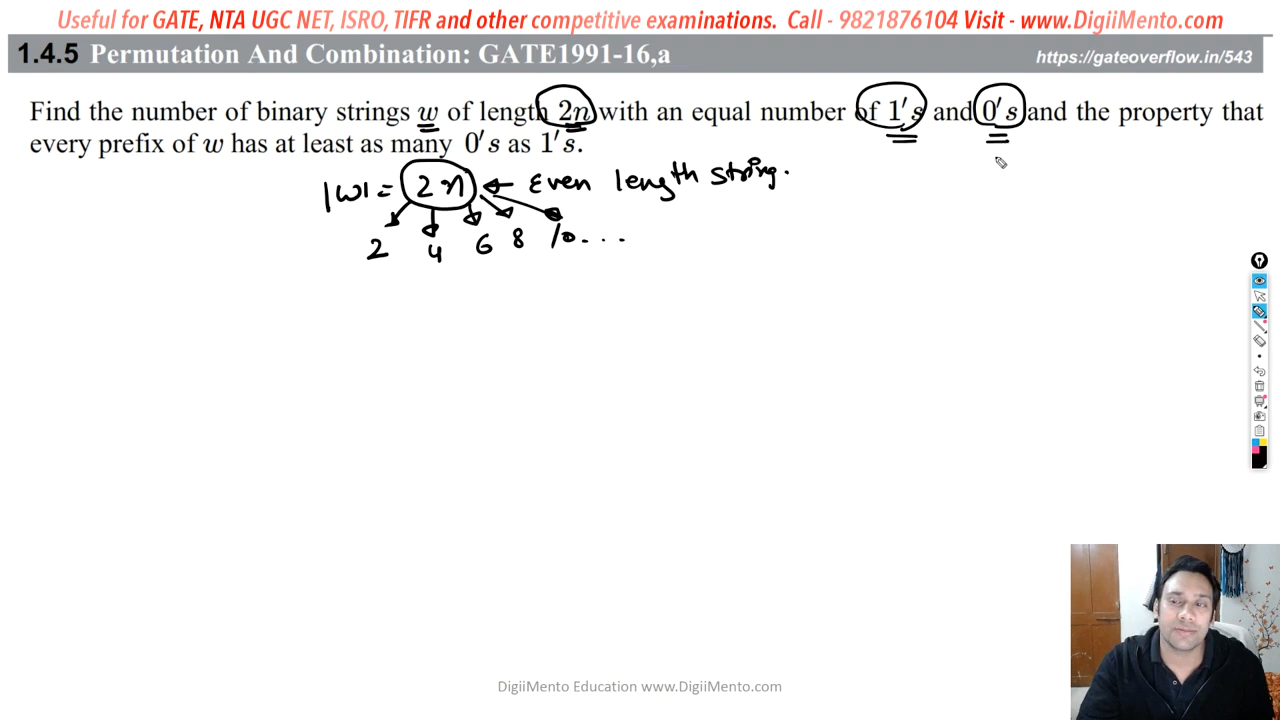 Useful for GATE, NTA UGC NET, ISRO, TIFR and other competitive examinations. Call - 9821876104 Visit - www.DigiiMento.com
1.4.5 Permutation And Combination: GATE1991-16,a https://gateoverflow.in/543
Find the number of binary strings w of length 2n with an equal number of 1's and 0's and the property that
every prefix of w has at least as many 0's as 1's.
|w| = 2n ← Even length string.
2 4 6 8 10 . . .
DigiiMento Education www.DigiiMento.com